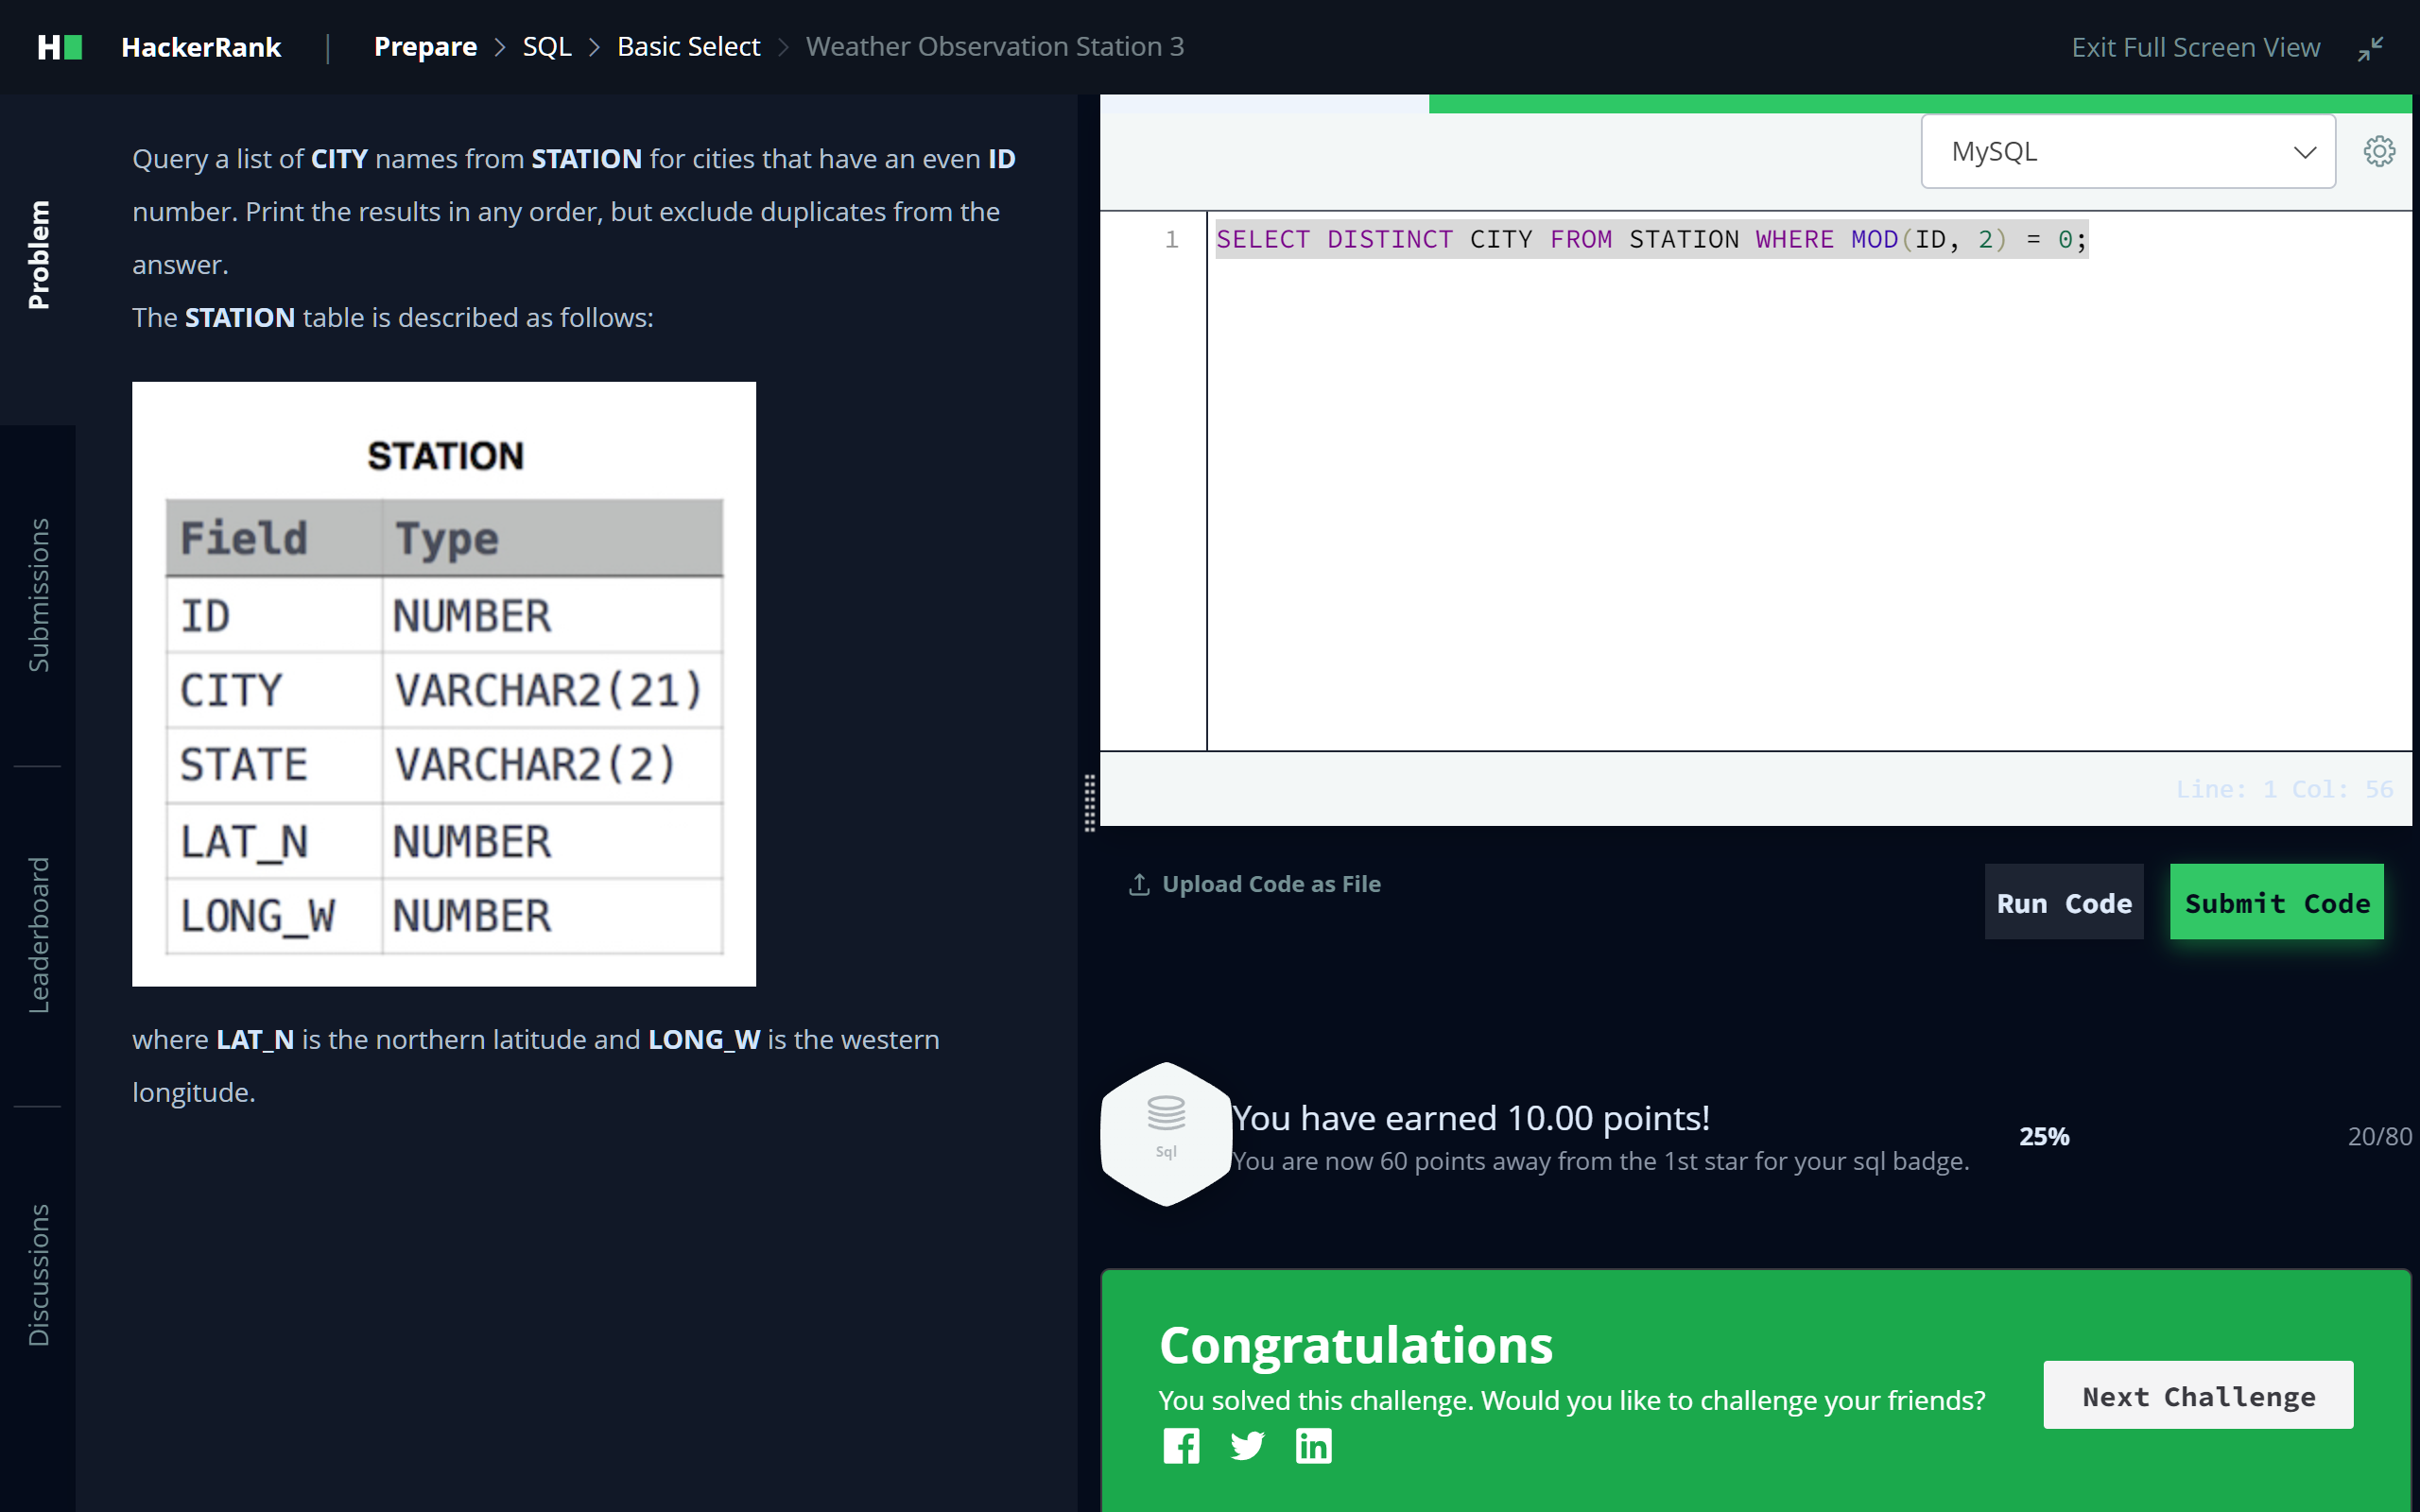 HackerRank | Prepare > SQL > Basic Select > Weather Observation Station 3
Exit Full Screen View
Problem
Submissions
Leaderboard
Discussions
Query a list of CITY names from STATION for cities that have an even ID
number. Print the results in any order, but exclude duplicates from the
answer.
The STATION table is described as follows:
STATION
Field Type
ID NUMBER
CITY VARCHAR2(21)
STATE VARCHAR2(2)
LAT_N NUMBER
LONG_W NUMBER
where LAT_N is the northern latitude and LONG_W is the western
longitude.
MySQL
1 SELECT DISTINCT CITY FROM STATION WHERE MOD(ID, 2) = 0;
Line: 1 Col: 56
Upload Code as File
Run Code
Submit Code
Sql
You have earned 10.00 points!
You are now 60 points away from the 1st star for your sql badge.
25%
20/80
Congratulations
You solved this challenge. Would you like to challenge your friends?
Next Challenge